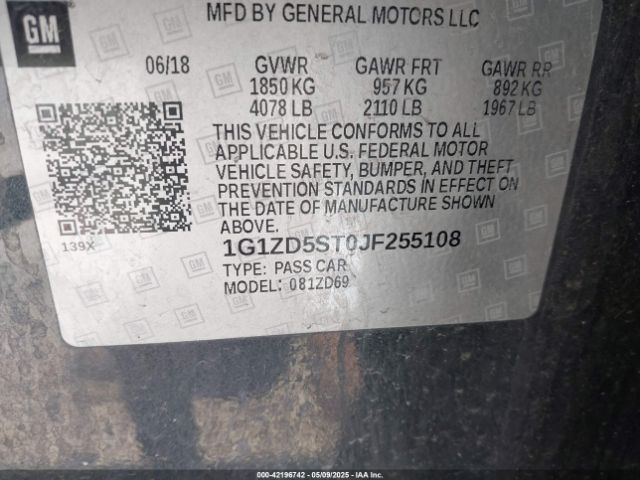 GM
MFD BY GENERAL MOTORS LLC
06/18 GVWR GAWR FRT GAWR RR
1850 KG 957 KG 892 KG
4078 LB 2110 LB 1967 LB
THIS VEHICLE CONFORMS TO ALL
APPLICABLE U.S. FEDERAL MOTOR
VEHICLE SAFETY, BUMPER, AND THEFT
PREVENTION STANDARDS IN EFFECT ON
THE DATE OF MANUFACTURE SHOWN
ABOVE.
139X
1G1ZD5ST0JF255108
TYPE: PASS CAR
MODEL: 081ZD69
000-42196742 - 05/09/2025 - IAA Inc.